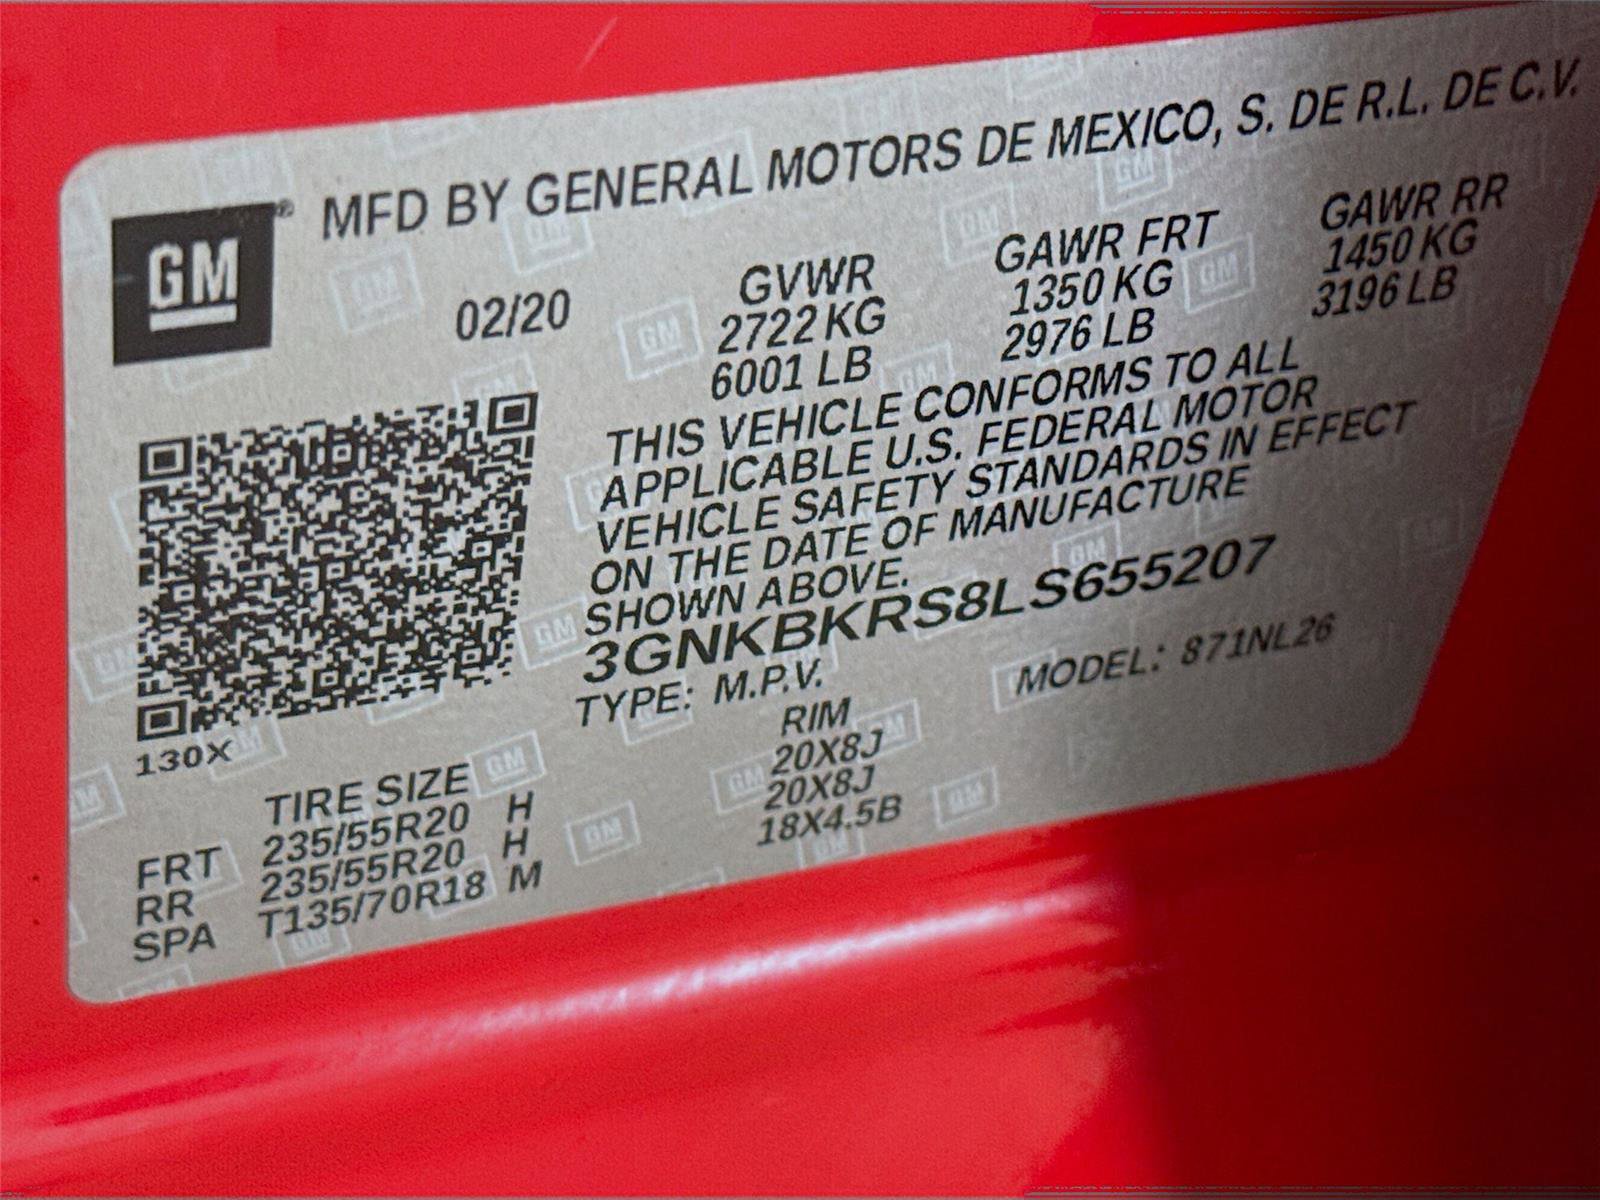 MFD BY GENERAL MOTORS DE MEXICO, S. DE R.L. DE C.V.
GM®
02/20
GVWR
2722 KG
6001 LB
GAWR FRT
1350 KG
2976 LB
GAWR RR
1450 KG
3196 LB
THIS VEHICLE CONFORMS TO ALL
APPLICABLE U.S. FEDERAL MOTOR
VEHICLE SAFETY STANDARDS IN EFFECT
ON THE DATE OF MANUFACTURE
SHOWN ABOVE.
3GNKBKRS8LS655207
TYPE: M.P.V.
MODEL: 871NL26
130X
TIRE SIZE RIM
FRT 235/55R20 H 20X8J
RR 235/55R20 H 20X8J
SPA T135/70R18 M 18X4.5B